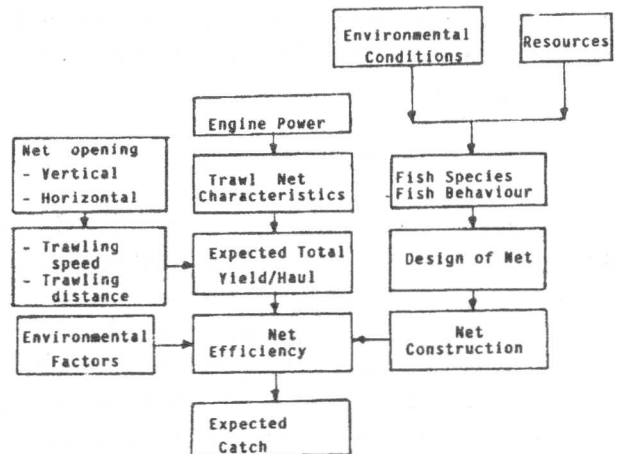 Environmental
Conditions
Resources
Engine Power
Net opening
- Vertical
- Horizontal
Trawl Net
Characteristics
Fish Species
Fish Behaviour
- Trawling
speed
- Trawling
distance
Expected Total
Yield/Haul
Design of Net
Environmental
Factors
Net
Efficiency
Net
Construction
Expected
Catch